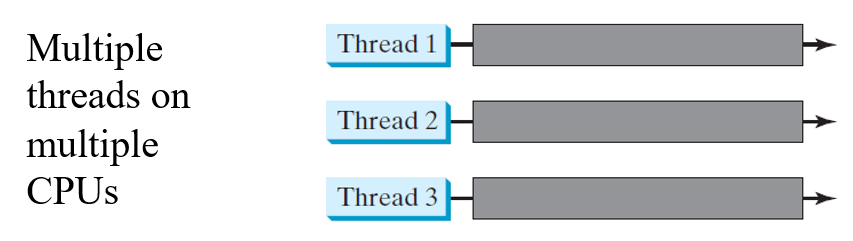 Multiple
threads on
multiple
CPUs
Thread 1
Thread 2
Thread 3